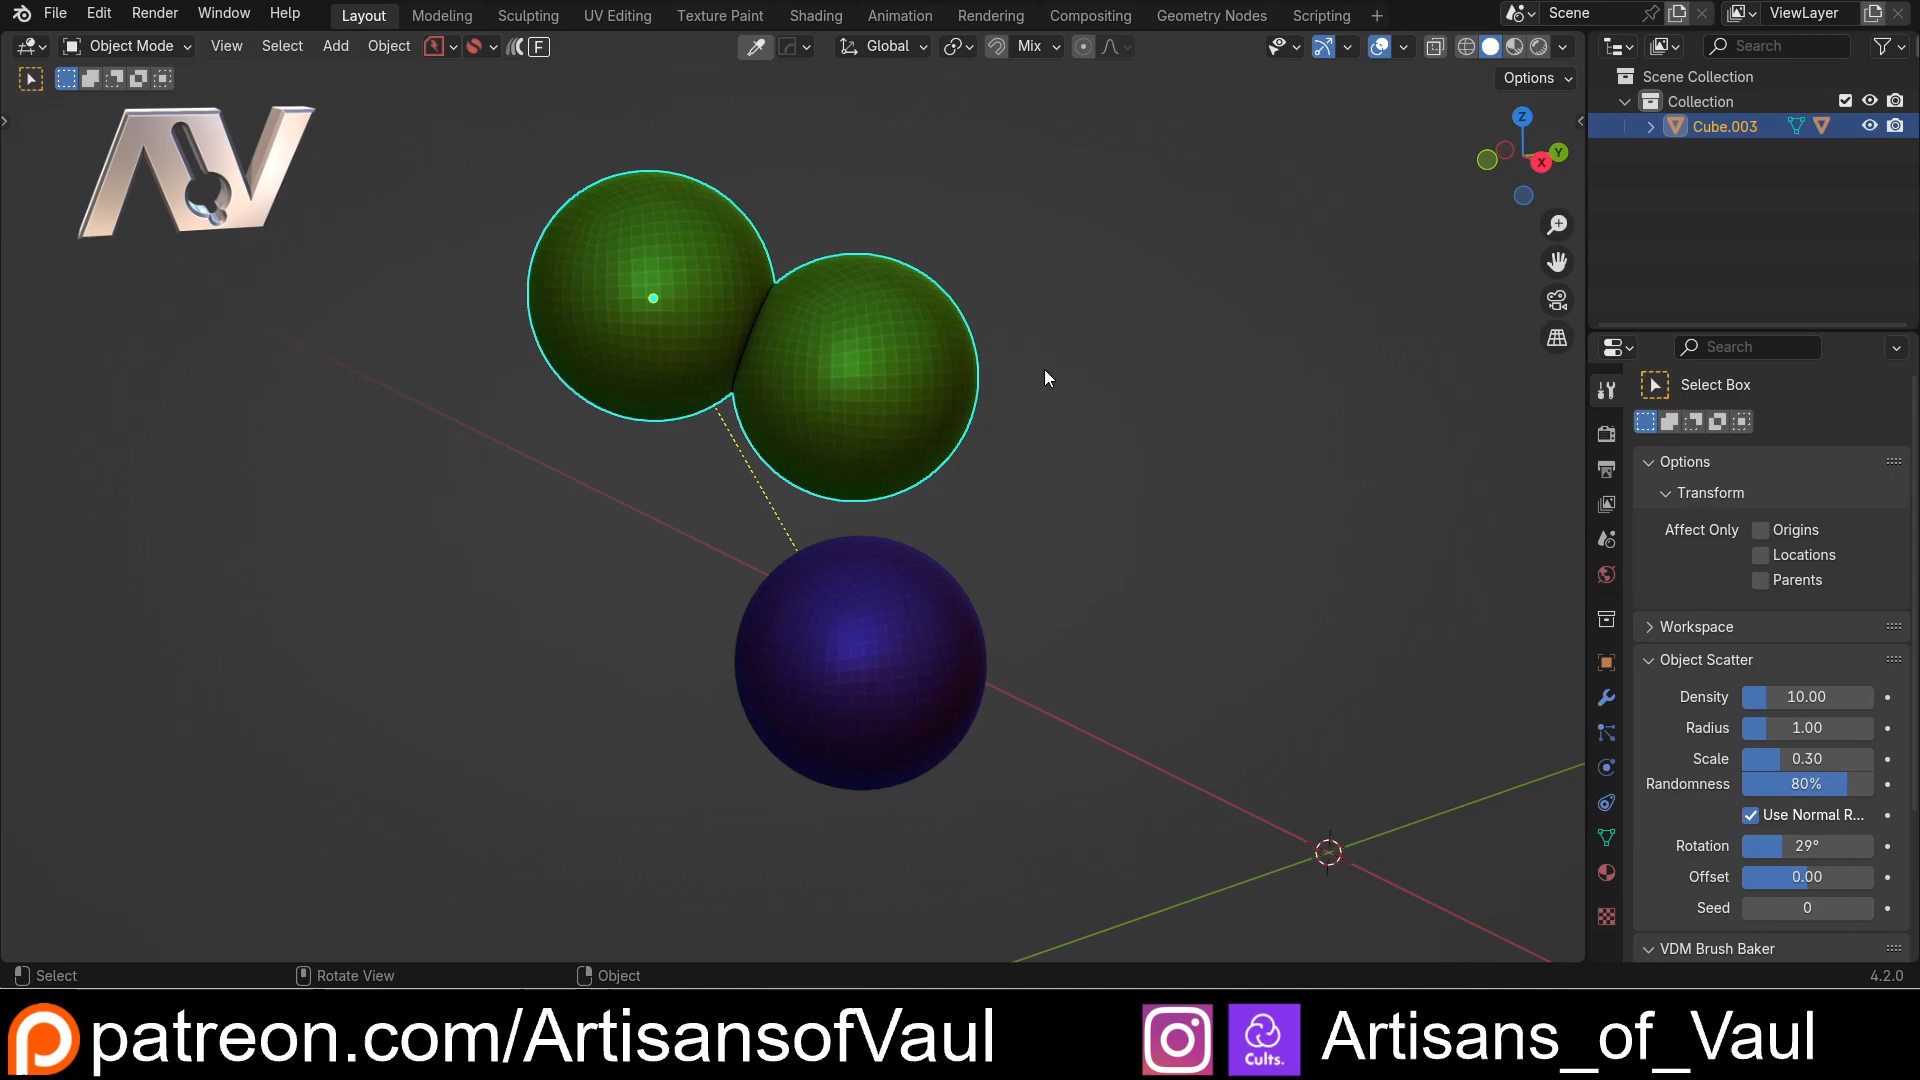 File Edit Render Window Help Layout Modeling Sculpting UV Editing Texture Paint Shading Animation Rendering Compositing Geometry Nodes Scripting + Scene ViewLayer
Object Mode View Select Add Object F Global Mix Search
Options
Scene Collection
Collection
Cube.003
AV
Z
Y
X
Search
Select Box
Options
Transform
Affect Only Origins
Locations
Parents
Workspace
Object Scatter
Density 10.00
Radius 1.00
Scale 0.30
Randomness 80%
Use Normal R...
Rotation 29°
Offset 0.00
Seed 0
VDM Brush Baker
Select Rotate View Object 4.2.0
patreon.com/ArtisansofVaul Cults. Artisans_of_Vaul